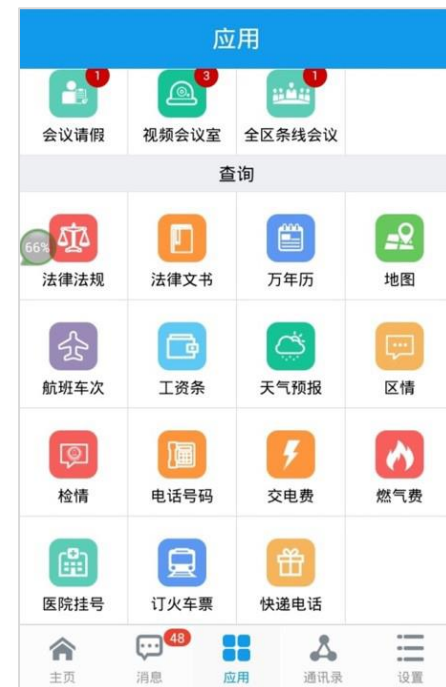 应用
1
3
1
会议请假
视频会议室
全区条线会议
查询
66%
法律法规
法律文书
万年历
地图
航班车次
工资条
天气预报
区情
检情
电话号码
交电费
燃气费
医院挂号
订火车票
快递电话
48
主页
消息
应用
通讯录
设置